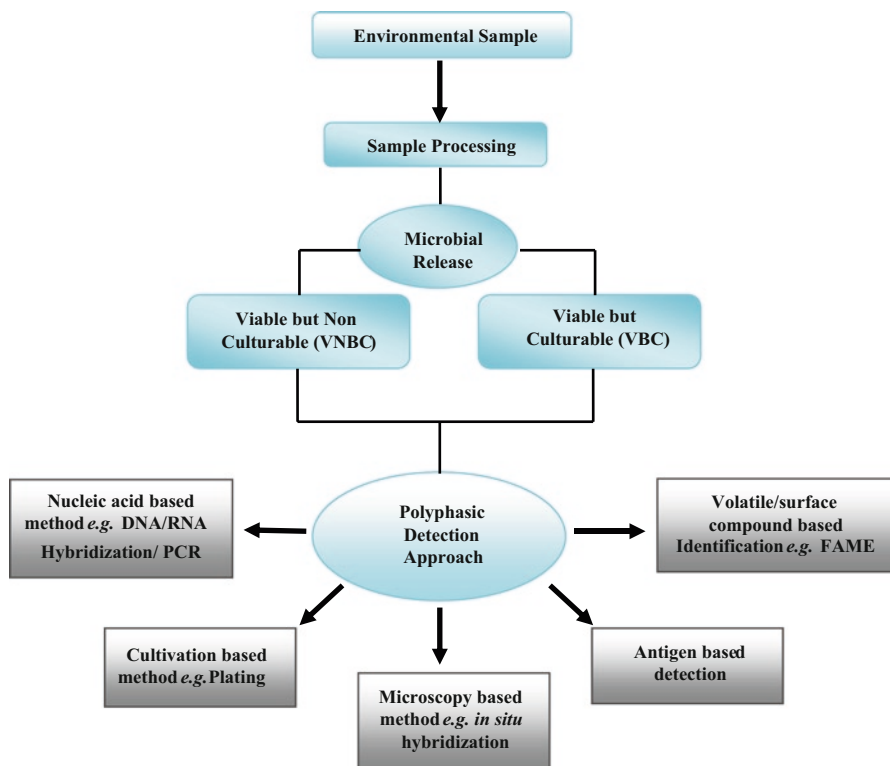 Environmental Sample
Sample Processing
Microbial
Release
Viable but Non
Culturable (VNBC)
Viable but
Culturable (VBC)
Polyphasic
Detection
Approach
Nucleic acid based
method e.g. DNA/RNA
Hybridization/ PCR
Volatile/surface
compound based
Identification e.g. FAME
Cultivation based
method e.g. Plating
Microscopy based
method e.g. in situ
hybridization
Antigen based
detection